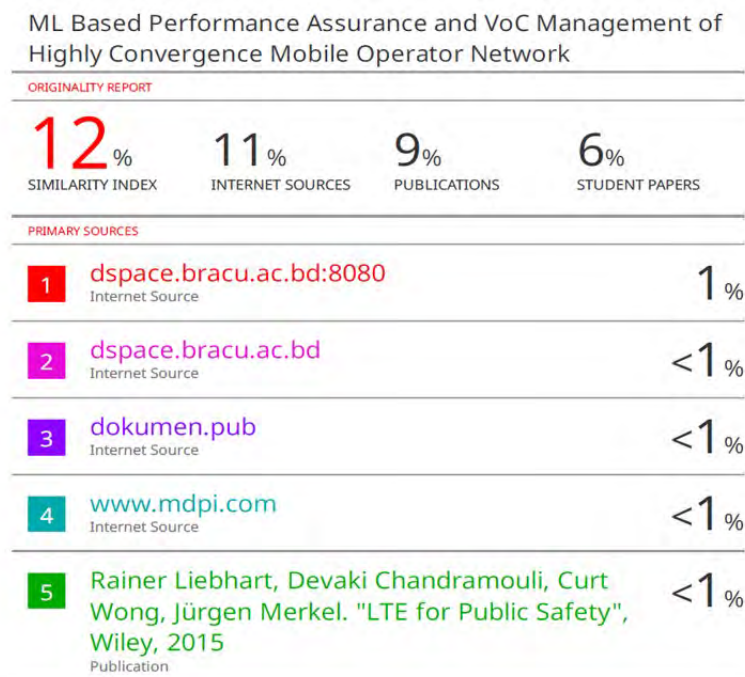 ML Based Performance Assurance and VoC Management of
Highly Convergence Mobile Operator Network
ORIGINALITY REPORT
12%
11%
9%
6%
SIMILARITY INDEX
INTERNET SOURCES
PUBLICATIONS
STUDENT PAPERS
PRIMARY SOURCES
1 dspace.bracu.ac.bd:8080 1%
Internet Source
2 dspace.bracu.ac.bd <1%
Internet Source
3 dokumen.pub <1%
Internet Source
4 www.mdpi.com <1%
Internet Source
5 Rainer Liebhart, Devaki Chandramouli, Curt <1%
Wong, Jürgen Merkel. "LTE for Public Safety",
Wiley, 2015
Publication